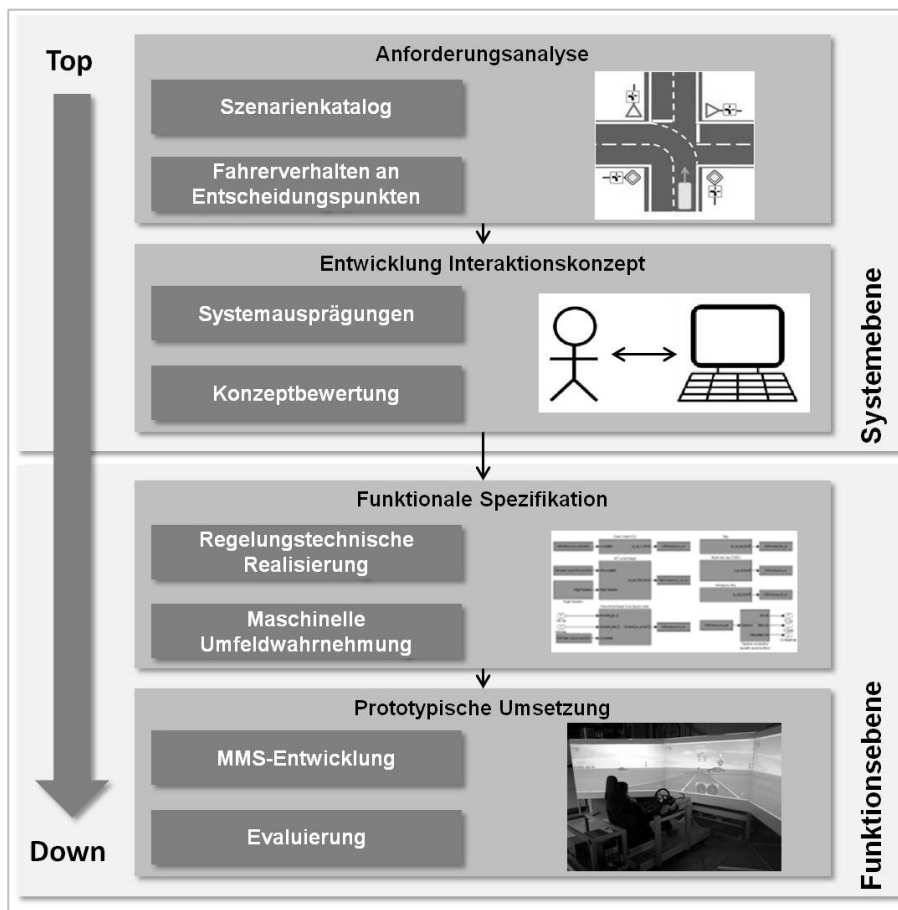 Top
Anforderungsanalyse
Szenarienkatalog
Fahrerverhalten an
Entscheidungspunkten
Entwicklung Interaktionskonzept
Systemausprägungen
Konzeptbewertung
Systemebene
Funktionale Spezifikation
Regelungstechnische
Realisierung
Maschinelle
Umfeldwahrnehmung
Prototypische Umsetzung
MMS-Entwicklung
Evaluierung
Down
Funktionsebene